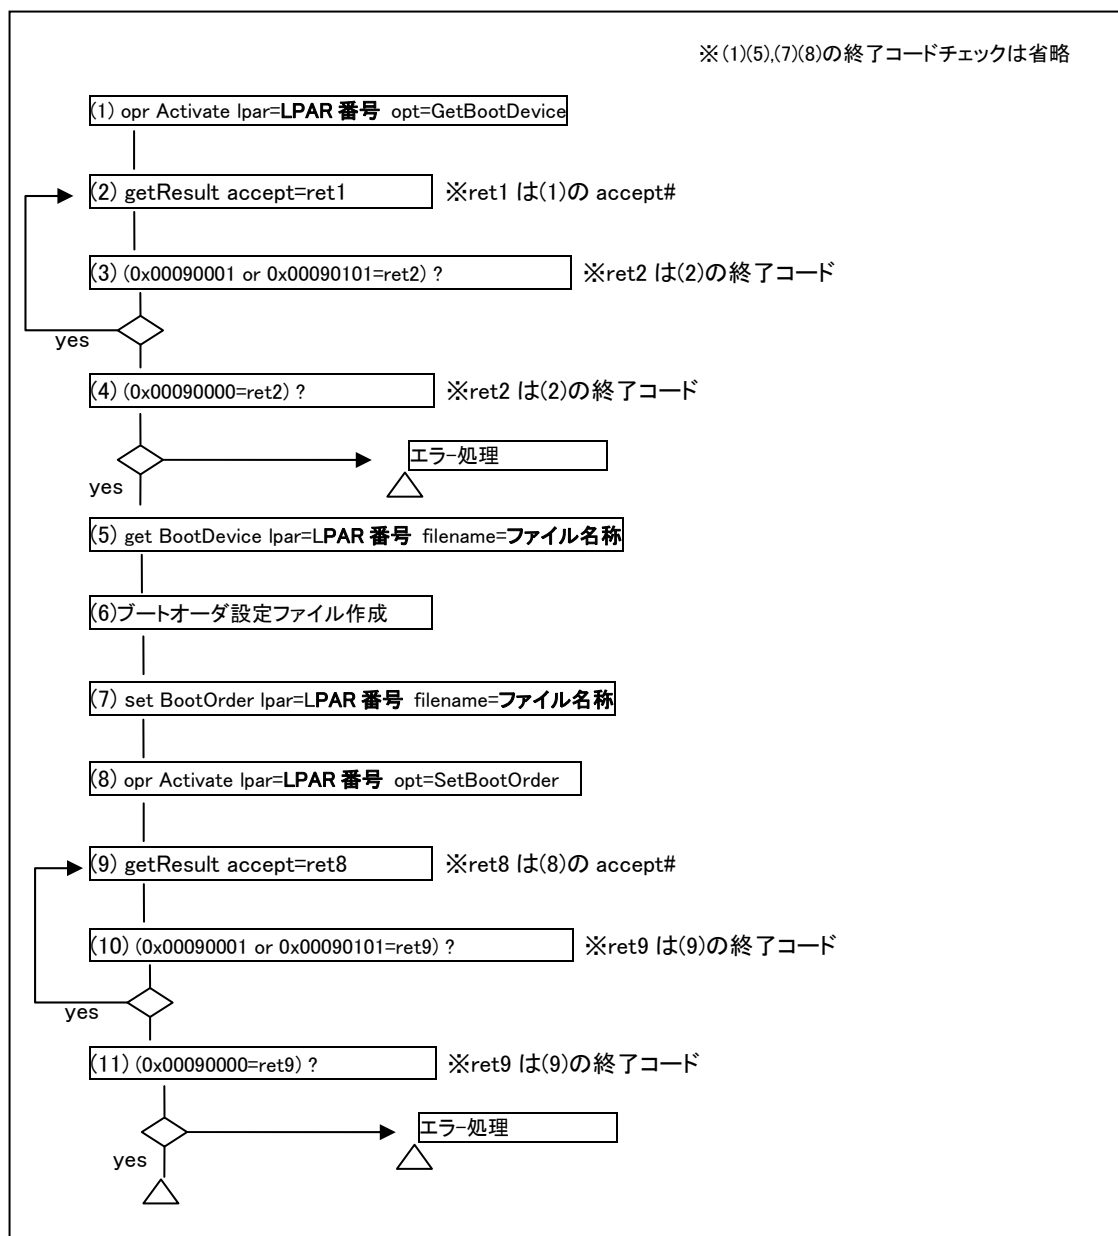 ※(1)(5),(7)(8)の終了コードチェックは省略
(1) opr Activate lpar=LPAR 番号 opt=GetBootDevice
(2) getResult accept=ret1 ※ret1 は(1)の accept#
(3) (0x00090001 or 0x00090101=ret2) ? ※ret2 は(2)の終了コード
yes
(4) (0x00090000=ret2) ? ※ret2 は(2)の終了コード
エラー処理
yes
(5) get BootDevice lpar=LPAR 番号 filename=ファイル名称
(6)ブートオーダ設定ファイル作成
(7) set BootOrder lpar=LPAR 番号 filename=ファイル名称
(8) opr Activate lpar=LPAR 番号 opt=SetBootOrder
(9) getResult accept=ret8 ※ret8 は(8)の accept#
(10) (0x00090001 or 0x00090101=ret9) ? ※ret9 は(9)の終了コード
yes
(11) (0x00090000=ret9) ? ※ret9 は(9)の終了コード
エラー処理
yes